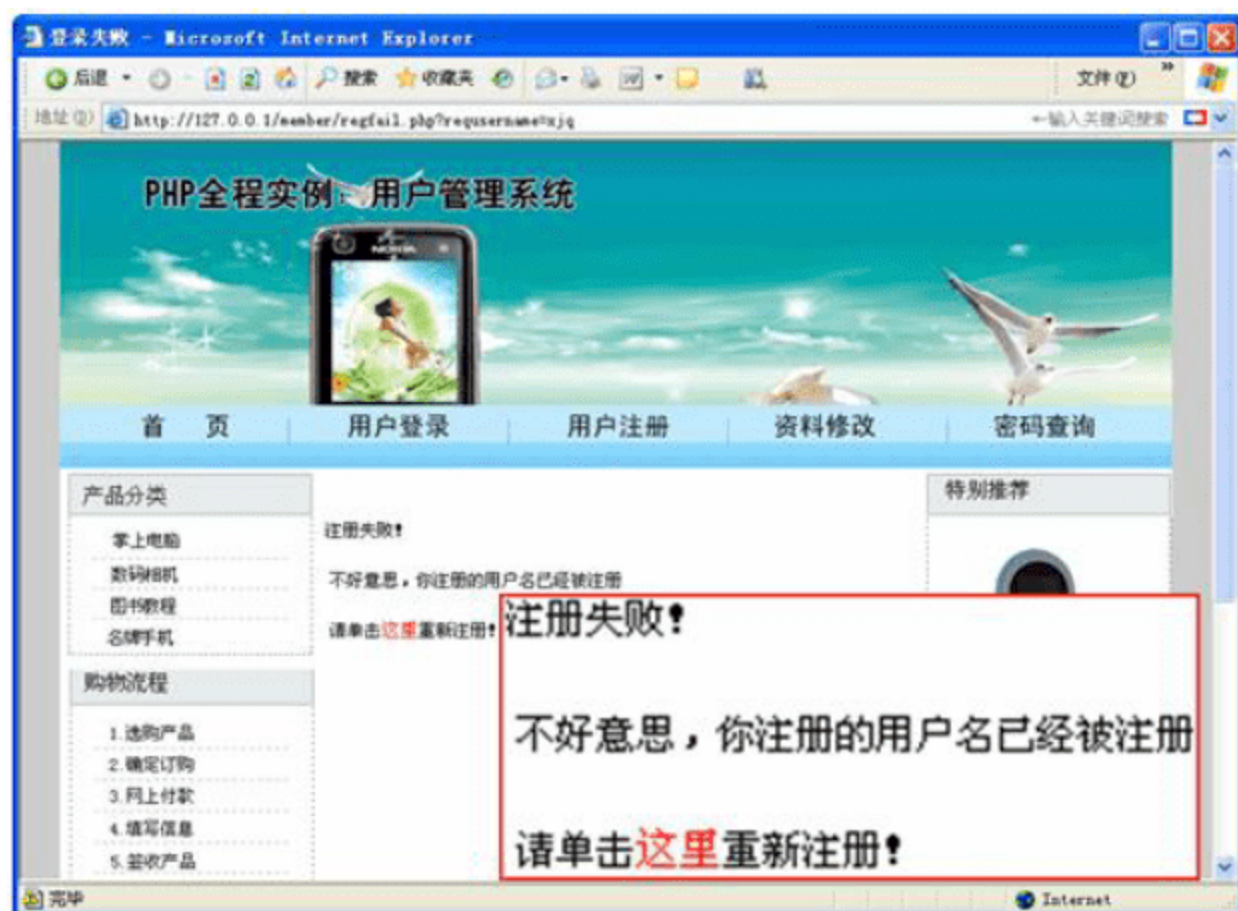 登录失败 - Microsoft Internet Explorer
后退 搜索 收藏夹 文件(F) »
地址(D) http://127.0.0.1/member/regfail.php?requsername=xjq ←输入关键词搜索
PHP全程实例：用户管理系统
NOKIA
首 页 用户登录 用户注册 资料修改 密码查询
产品分类
掌上电脑
数码相机
图书教程
名牌手机
购物流程
1.选购产品
2.确定订购
3.网上付款
4.填写信息
5.签收产品
注册失败！
不好意思，你注册的用户名已经被注册
请单击这里重新注册！
特别推荐
注册失败！
不好意思，你注册的用户名已经被注册
请单击这里重新注册！
完毕 Internet